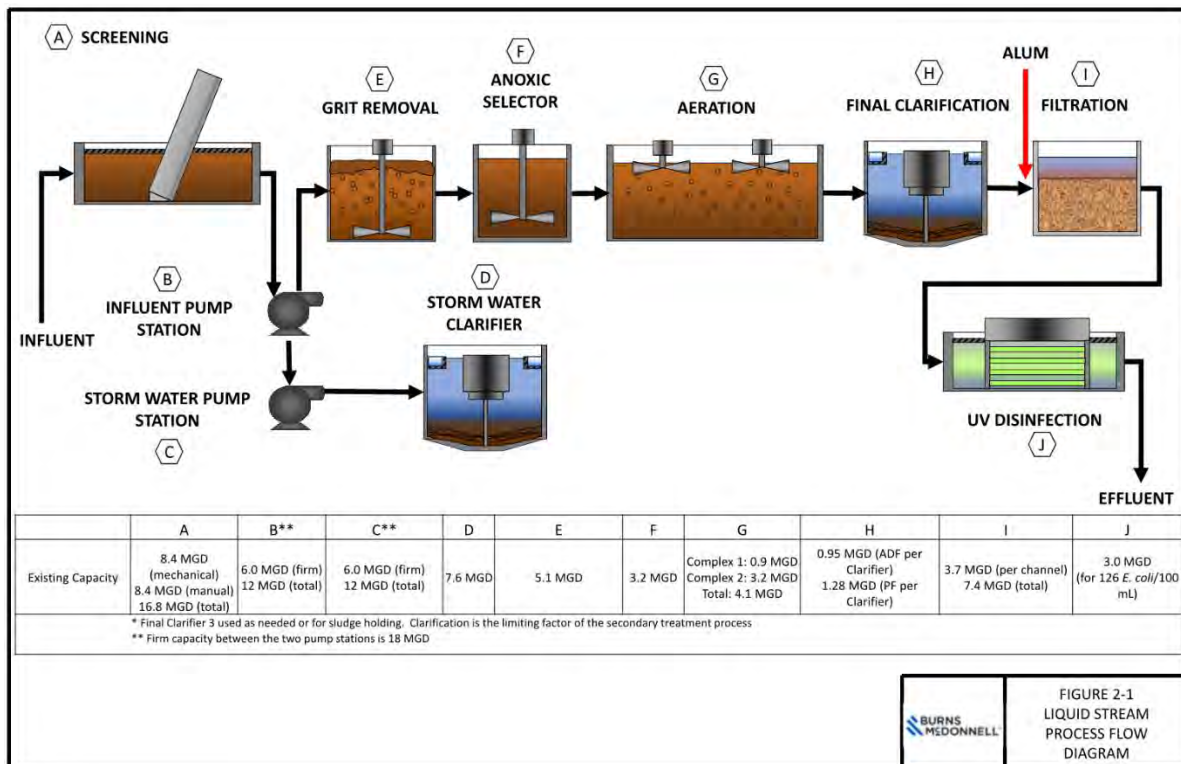 A SCREENING
E
GRIT REMOVAL
F
ANOXIC
SELECTOR
G
AERATION
H
FINAL CLARIFICATION
ALUM
I
FILTRATION
B
INFLUENT PUMP
STATION
INFLUENT
STORM WATER PUMP
STATION
C
D
STORM WATER
CLARIFIER
UV DISINFECTION
J
EFFLUENT
A B** C** D E F G H I J
Existing Capacity
8.4 MGD
(mechanical)
8.4 MGD (manual)
16.8 MGD (total)
6.0 MGD (firm)
12 MGD (total)
6.0 MGD (firm)
12 MGD (total)
7.6 MGD
5.1 MGD
3.2 MGD
Complex 1: 0.9 MGD
Complex 2: 3.2 MGD
Total: 4.1 MGD
0.95 MGD (ADF per
Clarifier)
1.28 MGD (PF per
Clarifier)
3.7 MGD (per channel)
7.4 MGD (total)
3.0 MGD
(for 126 E. coli/100
mL)
* Final Clarifier 3 used as needed or for sludge holding. Clarification is the limiting factor of the secondary treatment process
** Firm capacity between the two pump stations is 18 MGD
BURNS
MCDONNELL
FIGURE 2-1
LIQUID STREAM
PROCESS FLOW
DIAGRAM